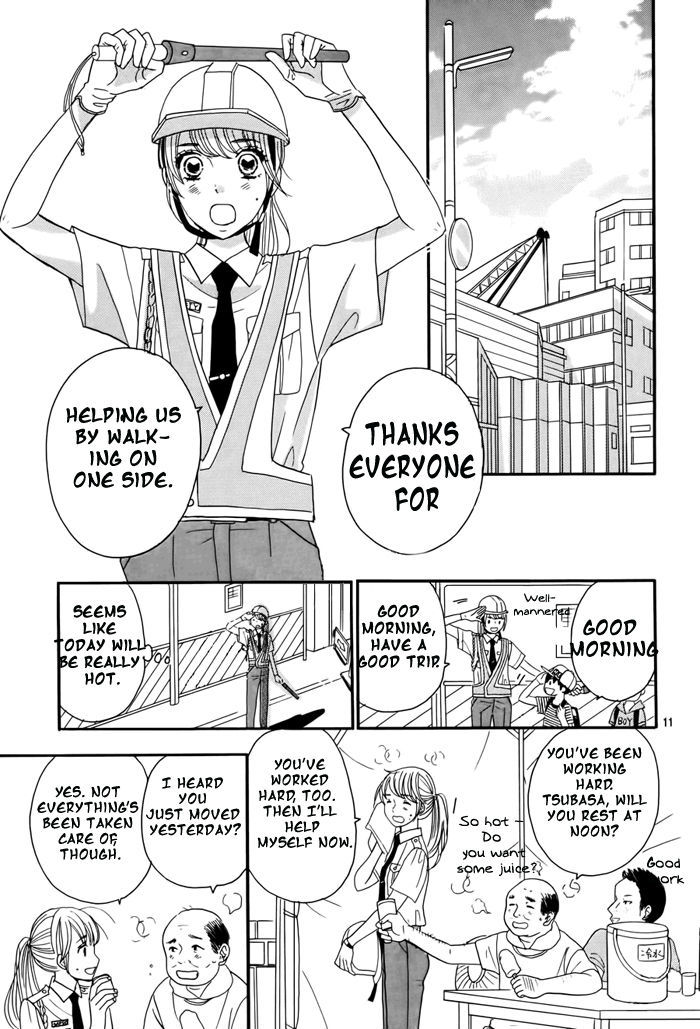 THANKS
EVERYONE
FOR
HELPING US
BY WALK-
ING ON
ONE SIDE.
GOOD
MORNING
Well-
mannered
GOOD
MORNING,
HAVE A
GOOD TRIP.
BOY
SEEMS
LIKE
TODAY WILL
BE REALLY
HOT.
11
YOU'VE BEEN
WORKING
HARD.
TSUBASA, WILL
YOU REST AT
NOON?
Good
work
So hot -
Do
you want
some juice?
冷水
YOU'VE
WORKED
HARD, TOO.
THEN I'LL
HELP
MYSELF NOW.
I HEARD
YOU
JUST MOVED
YESTERDAY?
YES. NOT
EVERYTHING'S
BEEN TAKEN
CARE OF,
THOUGH.